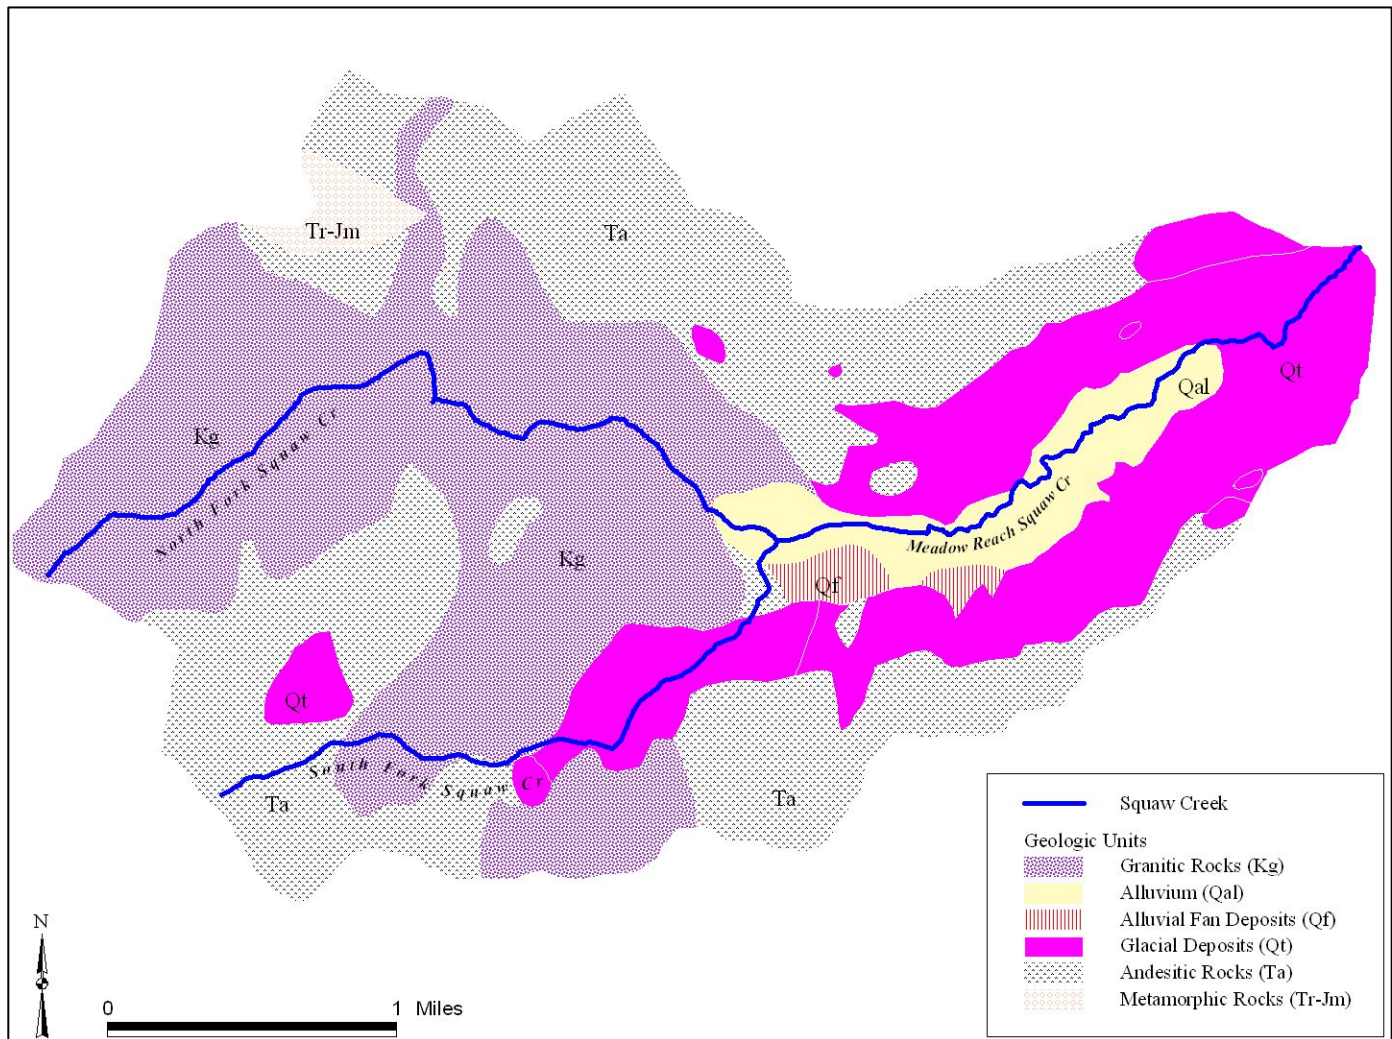 Tr-Jm
Ta
Kg
North Fork Squaw Cr
Qal
Qt
Meadow Reach Squaw Cr
Kg
Qf
Qt
South Fork Squaw Cr
Ta
Ta
N
0 1 Miles
Squaw Creek
Geologic Units
Granitic Rocks (Kg)
Alluvium (Qal)
Alluvial Fan Deposits (Qf)
Glacial Deposits (Qt)
Andesitic Rocks (Ta)
Metamorphic Rocks (Tr-Jm)